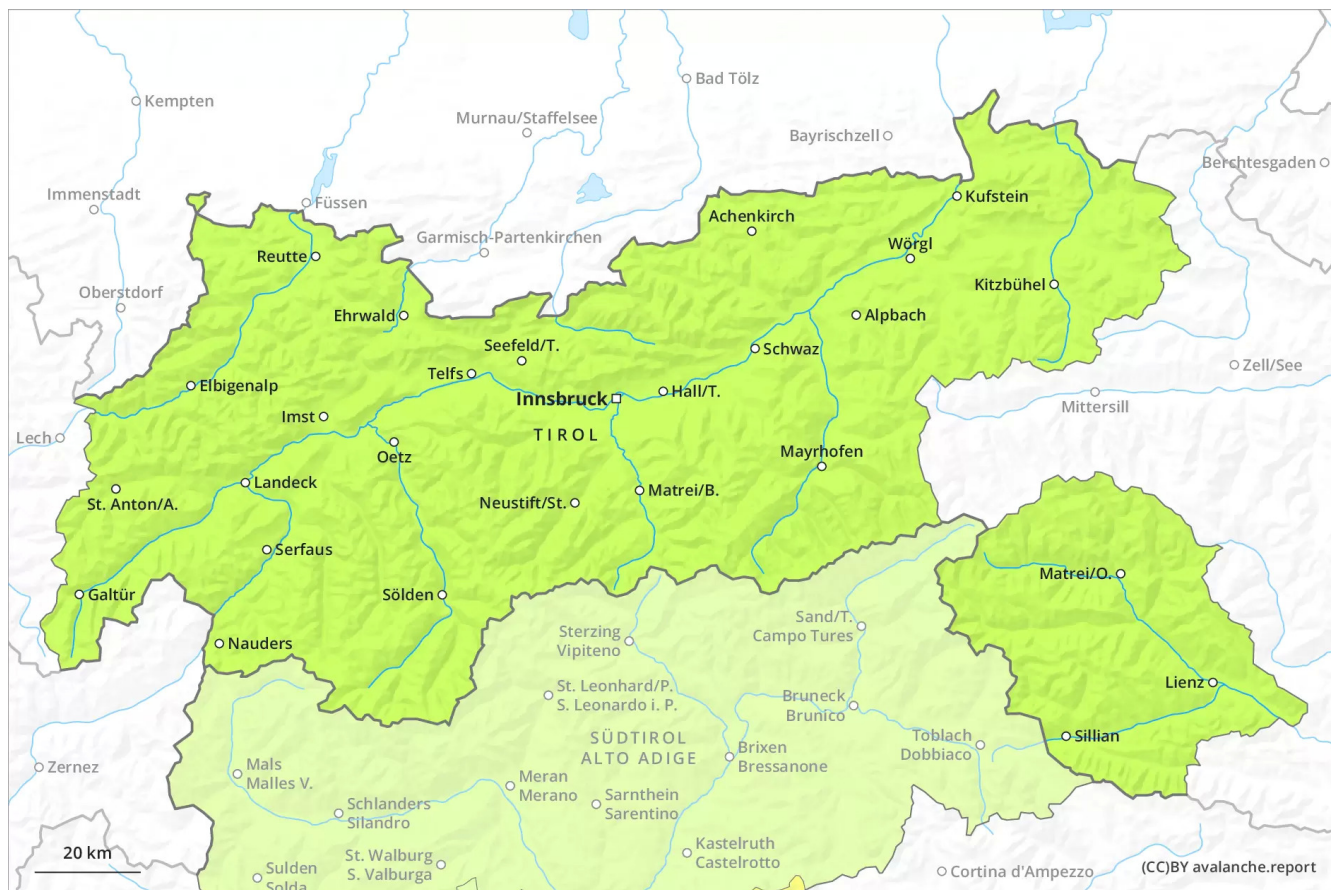 Kempten
Bad Tölz
Murnau/Staffelsee
Bayrischzell
Berchtesgaden
Immenstadt
Füssen
Kufstein
Achenkirch
Garmisch-Partenkirchen
Wörgl
Reutte
Oberstdorf
Kitzbühel
Ehrwald
Alpbach
Seefeld/T.
Schwaz
Telfs
Zell/See
Elbigenalp
Hall/T.
Innsbruck
Mittersill
Imst
TIROL
Lech
Oetz
Mayrhofen
Landeck
Matrei/B.
St. Anton/A.
Neustift/St.
Serfaus
Matrei/O.
Galtür
Sölden
Sand/T.
Campo Tures
Sterzing
Vipiteno
Nauders
Lienz
St. Leonhard/P.
S. Leonardo i. P.
Bruneck
Brunico
SÜDTIROL
ALTO ADIGE
Toblach
Dobbiaco
Sillian
Brixen
Bressanone
Zernez
Mals
Malles V.
Meran
Merano
Sarnthein
Sarentino
Schlanders
Silandro
Kastelruth
Castelrotto
20 km
St. Walburg
S. Valburga
Sulden
Solda
Cortina d'Ampezzo
(CC)BY avalanche.report